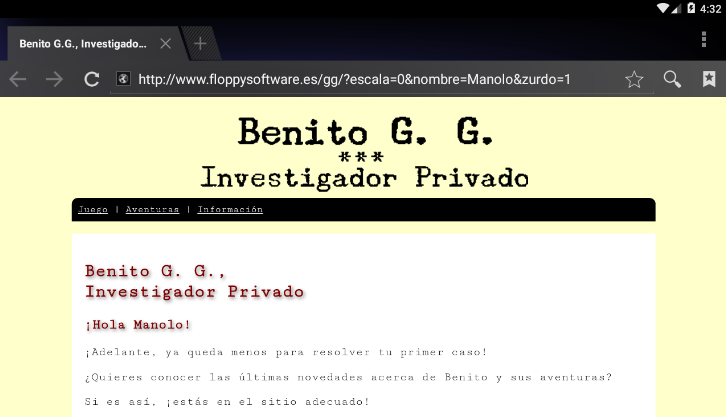 4:32
Benito G.G., Investigado...
http://www.floppysoftware.es/gg/?escala=0&nombre=Manolo&zurdo=1
Benito G. G.
***
Investigador Privado
Juego | Aventuras | Información
Benito G. G.,
Investigador Privado
¡Hola Manolo!
¡Adelante, ya queda menos para resolver tu primer caso!
¿Quieres conocer las últimas novedades acerca de Benito y sus aventuras?
Si es así, ¡estás en el sitio adecuado!